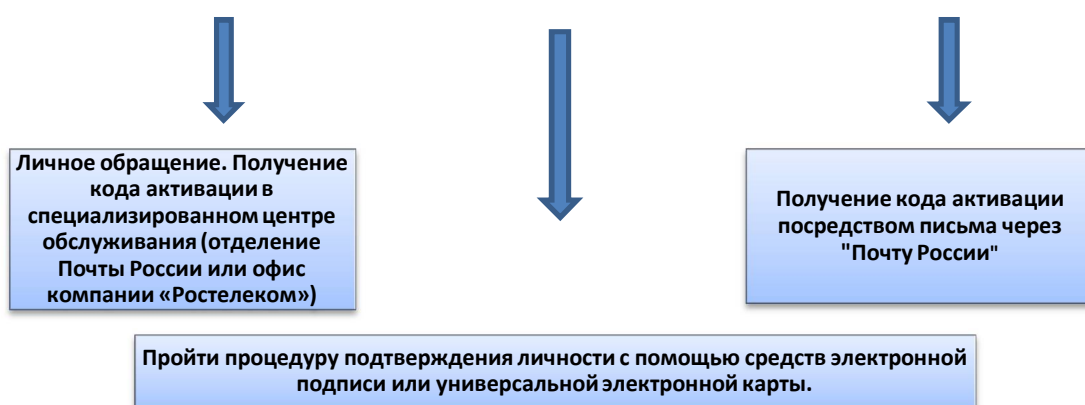 Личное обращение. Получение
кода активации в
специализированном центре
обслуживания (отделение
Почты России или офис
компании «Ростелеком»)
Получение кода активации
посредством письма через
"Почту России"
Пройти процедуру подтверждения личности с помощью средств электронной
подписи или универсальной электронной карты.